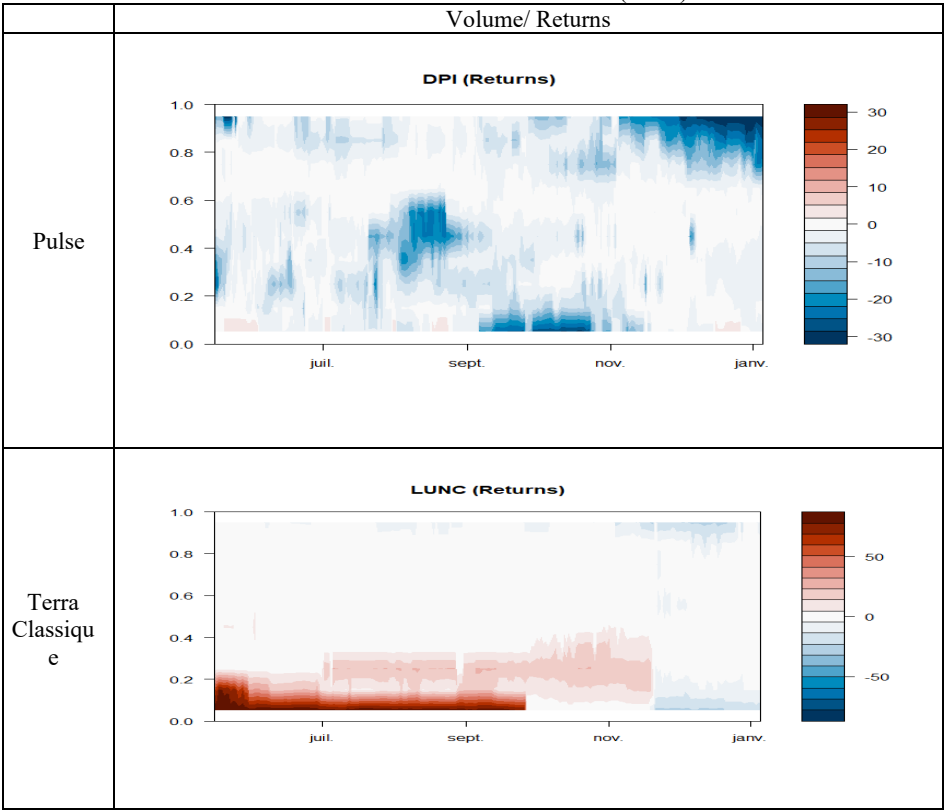 Volume/ Returns
Pulse
DPI (Returns)
1.0
0.8
0.6
0.4
0.2
0.0
juil. sept. nov. janv.
30
20
10
0
-10
-20
-30
Terra
Classiqu
e
LUNC (Returns)
1.0
0.8
0.6
0.4
0.2
0.0
juil. sept. nov. janv.
50
0
-50